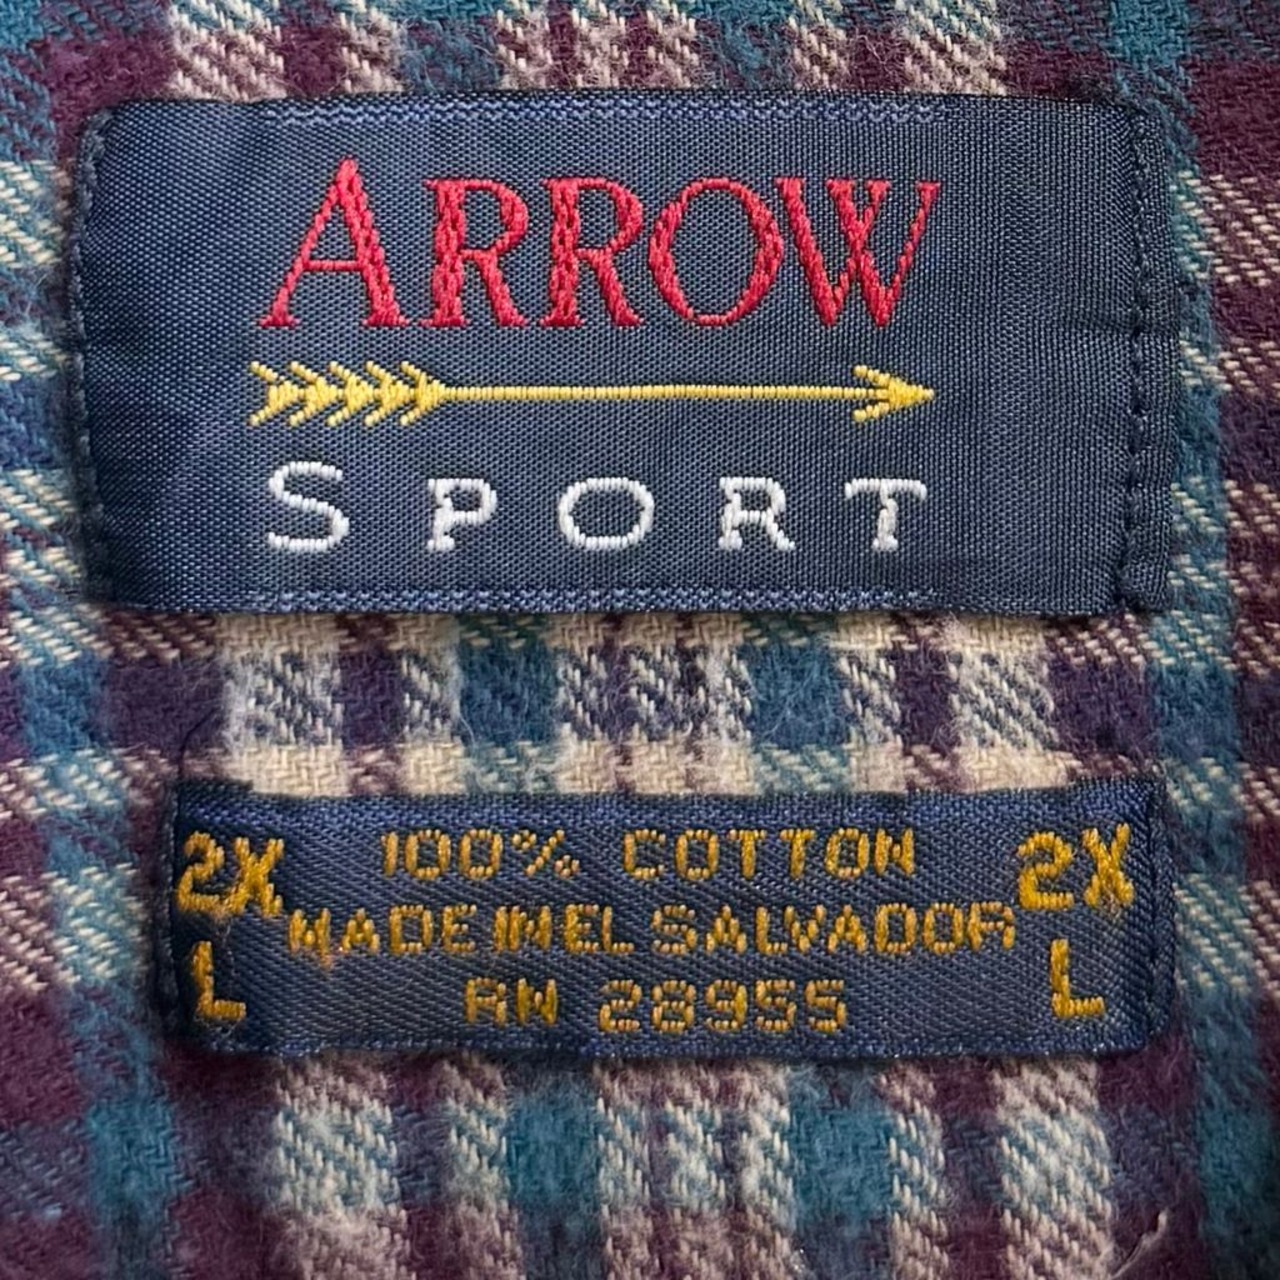 ARROW
SPORT
2X 100% COTTON 2X
MADE IN EL SALVADOR
L RN 28955 L